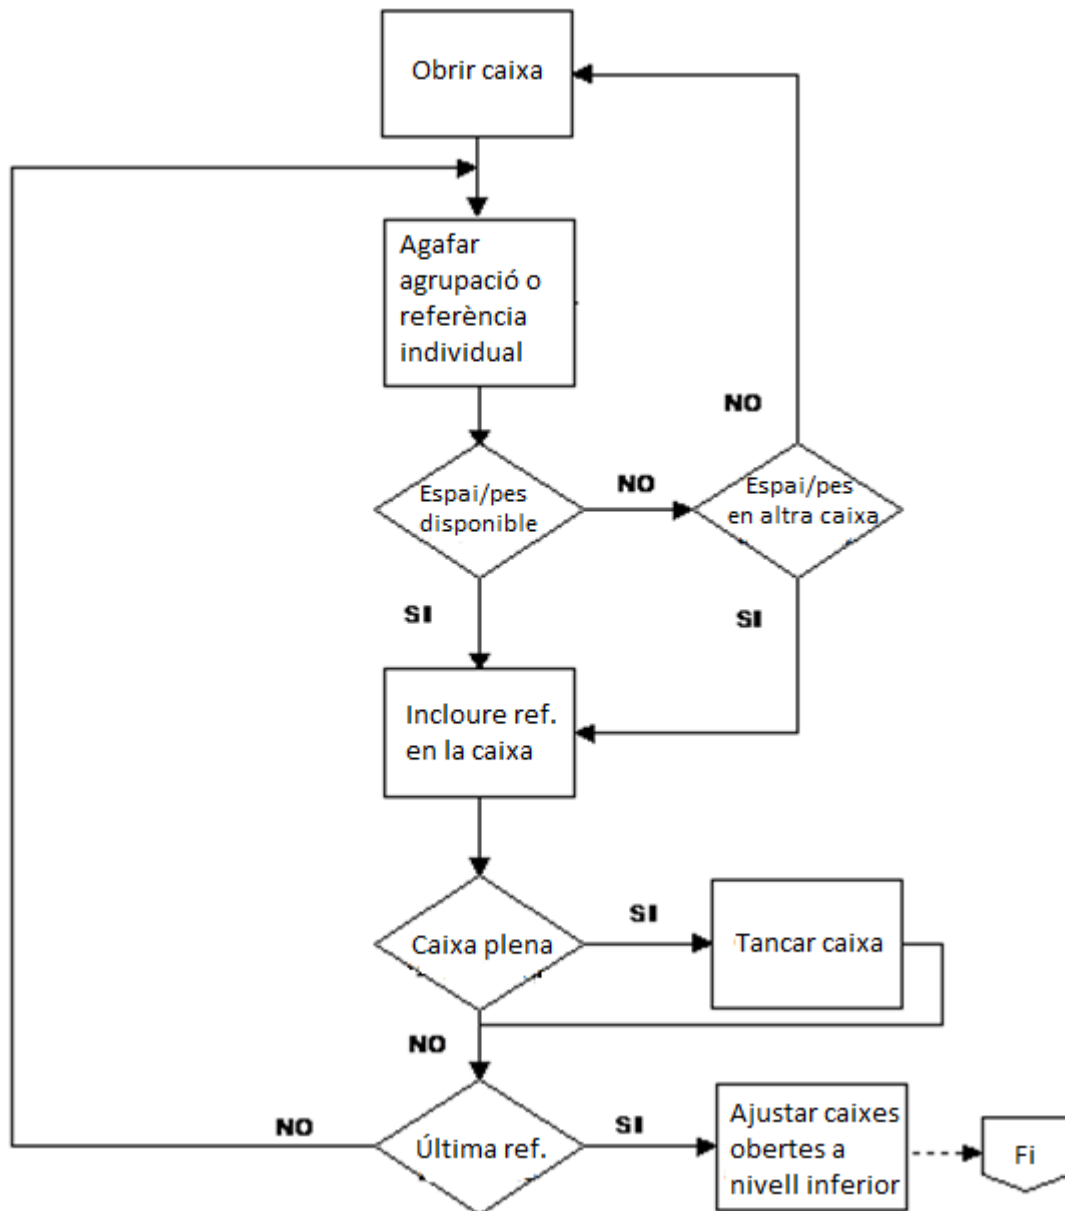 Obrir caixa
Agafar
agrupació o
referència
individual
NO
Espai/pes
disponible
NO
Espai/pes
en altra caixa
SI
SI
Incloure ref.
en la caixa
Caixa plena
SI
Tancar caixa
NO
NO
Última ref.
SI
Ajustar caixes
obertes a
nivell inferior
Fi